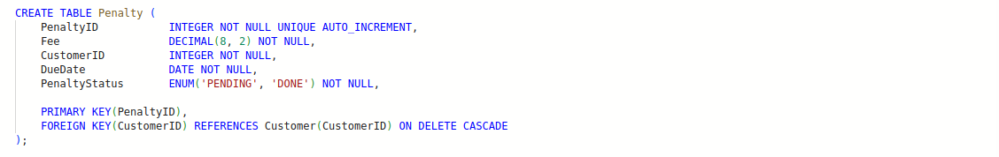 CREATE TABLE Penalty (
    PenaltyID           INTEGER NOT NULL UNIQUE AUTO_INCREMENT,
    Fee                 DECIMAL(8, 2) NOT NULL,
    CustomerID          INTEGER NOT NULL,
    DueDate             DATE NOT NULL,
    PenaltyStatus       ENUM('PENDING', 'DONE') NOT NULL,

    PRIMARY KEY(PenaltyID),
    FOREIGN KEY(CustomerID) REFERENCES Customer(CustomerID) ON DELETE CASCADE
);